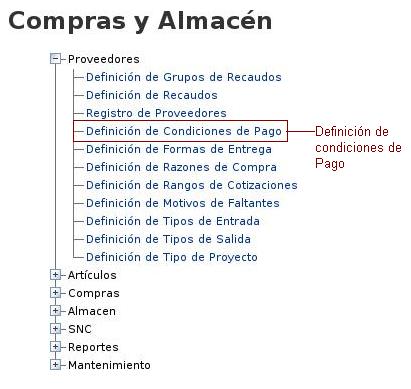 Compras y Almacén
Proveedores
Definición de Grupos de Recaudos
Definición de Recaudos
Registro de Proveedores
Definición de Condiciones de Pago
Definición de
condiciones de
Pago
Definición de Formas de Entrega
Definición de Razones de Compra
Definición de Rangos de Cotizaciones
Definición de Motivos de Faltantes
Definición de Tipos de Entrada
Definición de Tipos de Salida
Definición de Tipo de Proyecto
Artículos
Compras
Almacen
SNC
Reportes
Mantenimiento